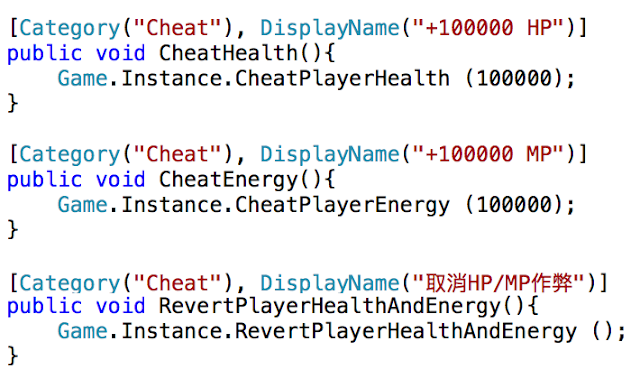 [Category("Cheat"), DisplayName("+100000 HP")]
public void CheatHealth(){
    Game.Instance.CheatPlayerHealth (100000);
}

[Category("Cheat"), DisplayName("+100000 MP")]
public void CheatEnergy(){
    Game.Instance.CheatPlayerEnergy (100000);
}

[Category("Cheat"), DisplayName("取消HP/MP作弊")]
public void RevertPlayerHealthAndEnergy(){
    Game.Instance.RevertPlayerHealthAndEnergy ();
}